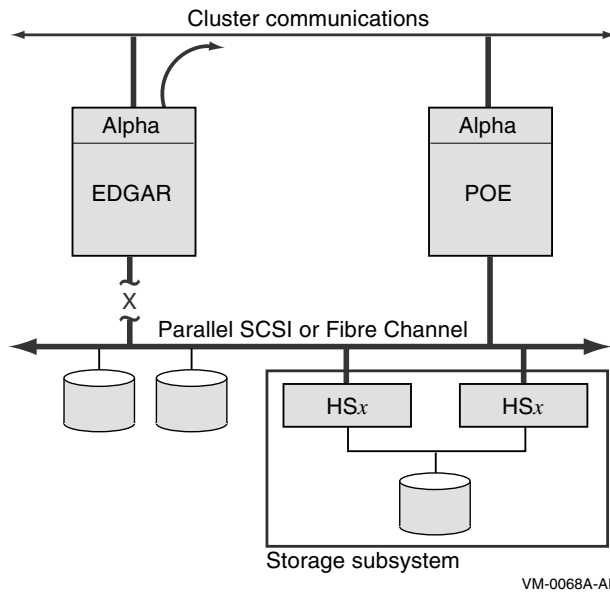 Cluster communications
Alpha
EDGAR
Alpha
POE
X
Parallel SCSI or Fibre Channel
HSx
HSx
Storage subsystem
VM-0068A-AI